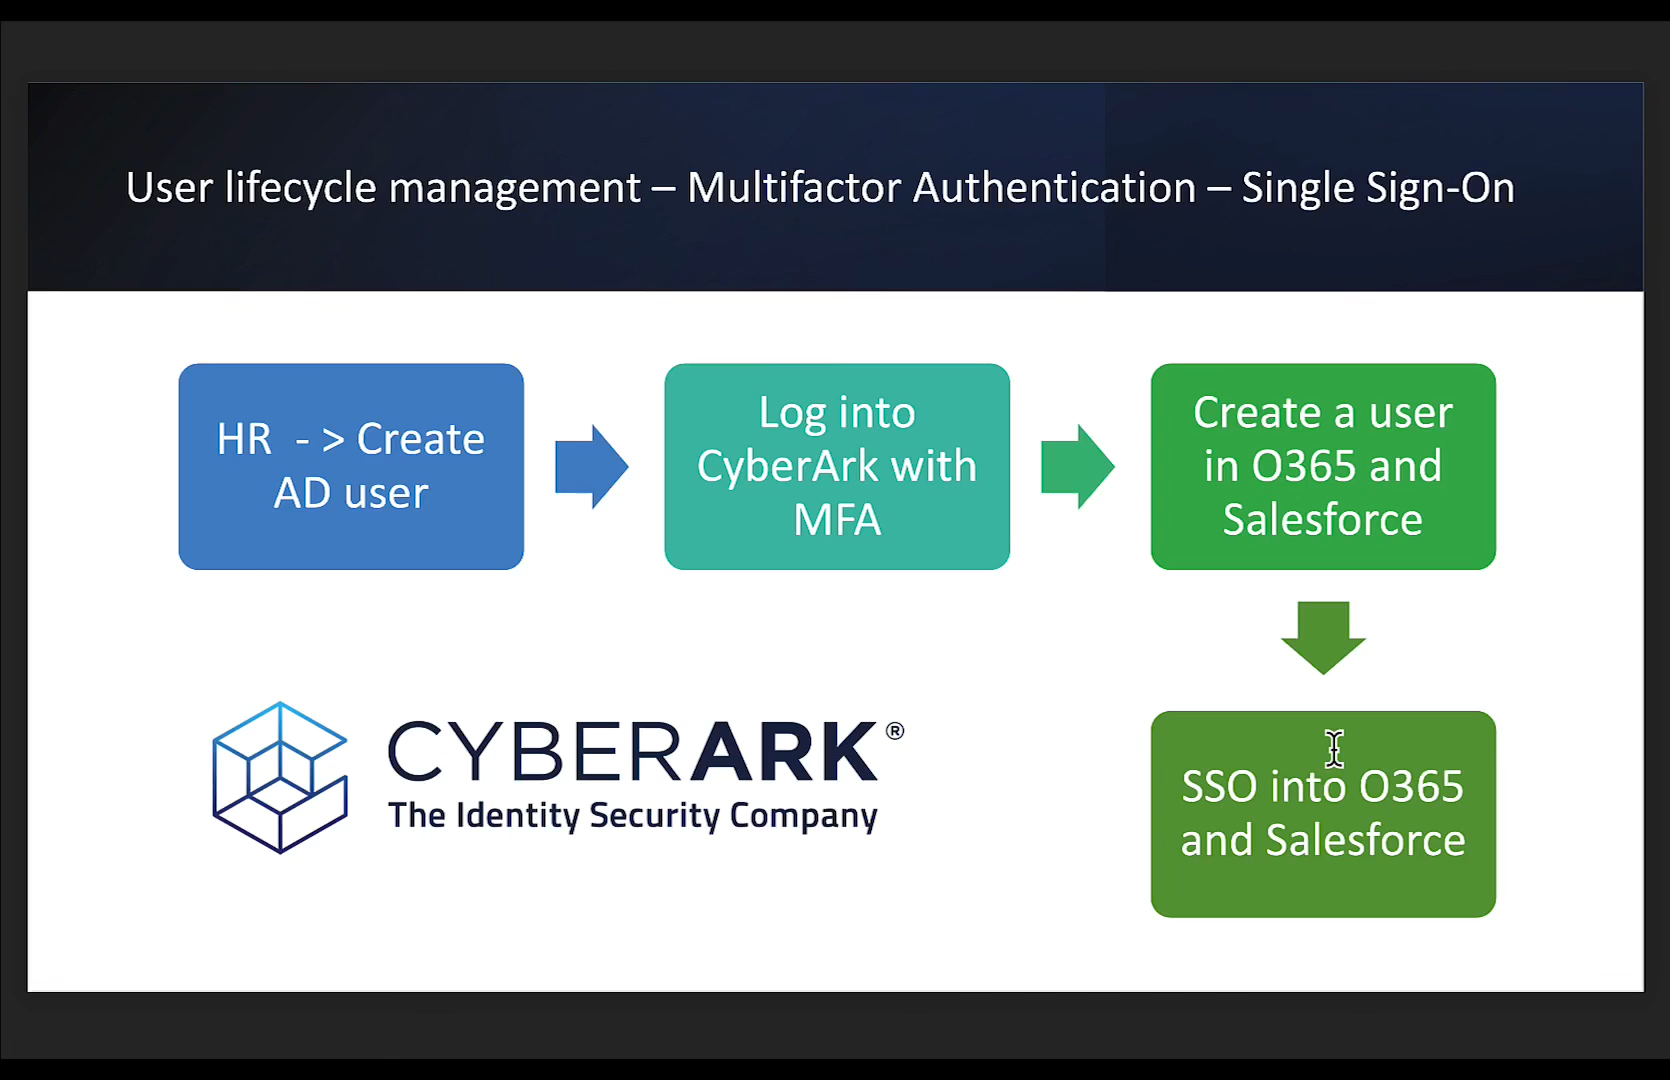 User lifecycle management – Multifactor Authentication – Single Sign-On
HR - > Create
AD user
Log into
CyberArk with
MFA
Create a user
in O365 and
Salesforce
SSO into O365
and Salesforce
CYBERARK®
The Identity Security Company